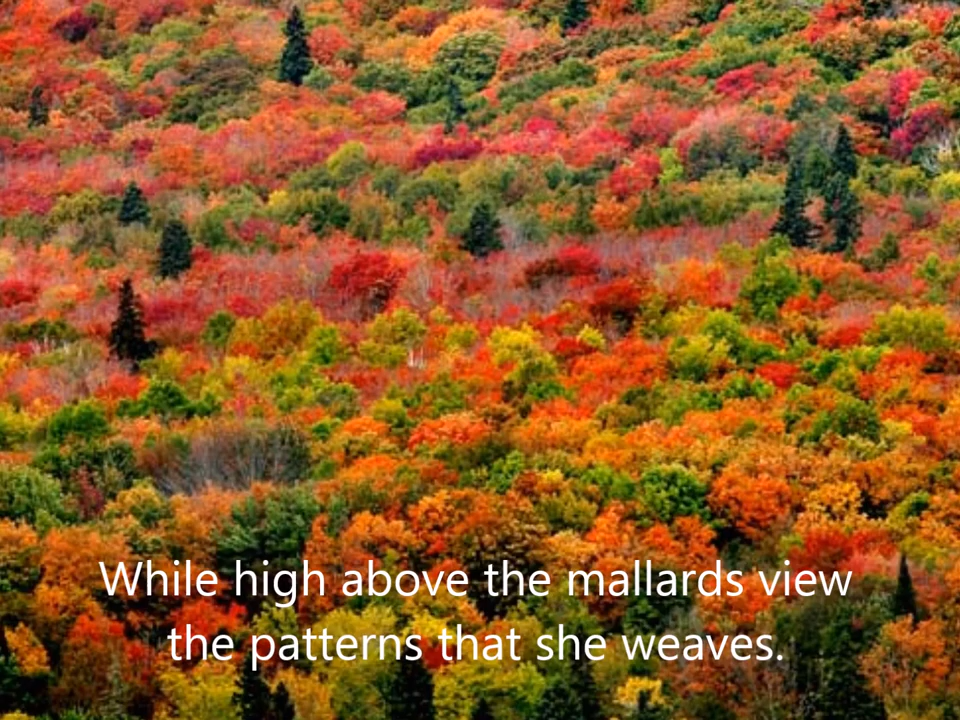 While high above the mallards view
the patterns that she weaves.